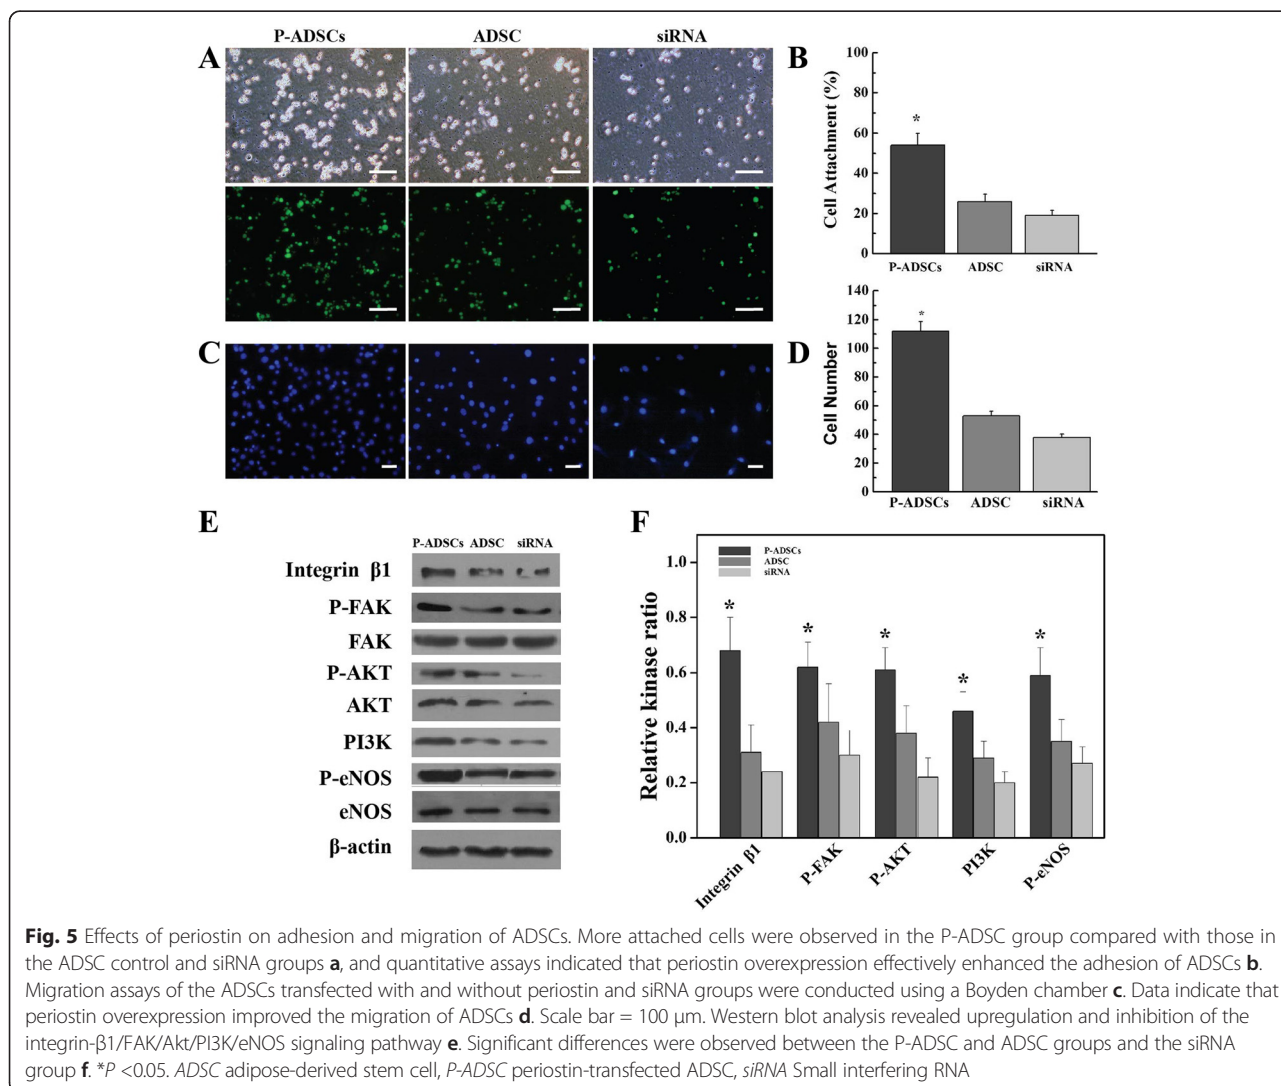 P-ADSCs ADSC siRNA
A
B
Cell Attachment (%)
100
80
60
40
20
0
*
P-ADSCs ADSC siRNA
C
D
Cell Number
140
120
100
80
60
40
20
0
*
P-ADSCs ADSC siRNA
E
P-ADSCs ADSC siRNA
Integrin β1
P-FAK
FAK
P-AKT
AKT
PI3K
P-eNOS
eNOS
β-actin
F
Relative kinase ratio
1.0
0.8
0.6
0.4
0.2
0.0
P-ADSCs
ADSC
siRNA
* * * * *
Integrin β1 P-FAK P-AKT PI3K P-eNOS
Fig. 5 Effects of periostin on adhesion and migration of ADSCs. More attached cells were observed in the P-ADSC group compared with those in
the ADSC control and siRNA groups a, and quantitative assays indicated that periostin overexpression effectively enhanced the adhesion of ADSCs b.
Migration assays of the ADSCs transfected with and without periostin and siRNA groups were conducted using a Boyden chamber c. Data indicate that
periostin overexpression improved the migration of ADSCs d. Scale bar = 100 μm. Western blot analysis revealed upregulation and inhibition of the
integrin-β1/FAK/Akt/PI3K/eNOS signaling pathway e. Significant differences were observed between the P-ADSC and ADSC groups and the siRNA
group f. *P <0.05. ADSC adipose-derived stem cell, P-ADSC periostin-transfected ADSC, siRNA Small interfering RNA